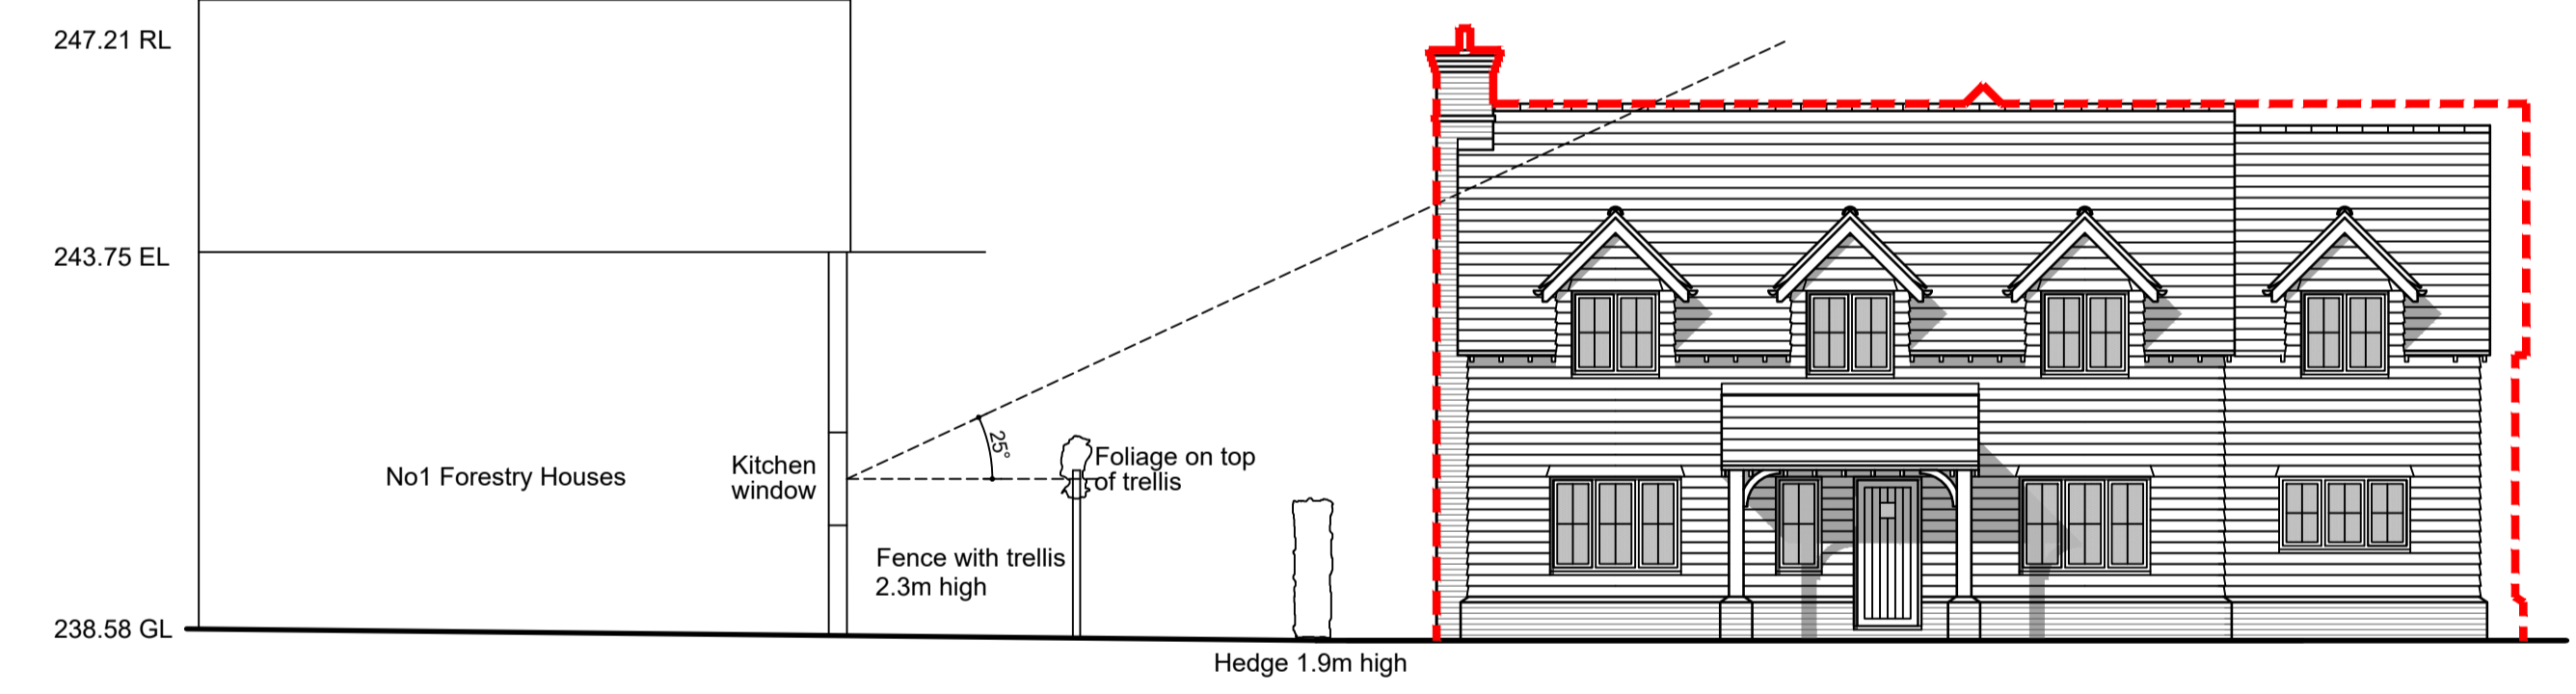 247.21 RL
243.75 EL
25°
Kitchen
window
No1 Forestry Houses
Foliage on top
of trellis
Fence with trellis
2.3m high
238.58 GL
Hedge 1.9m high